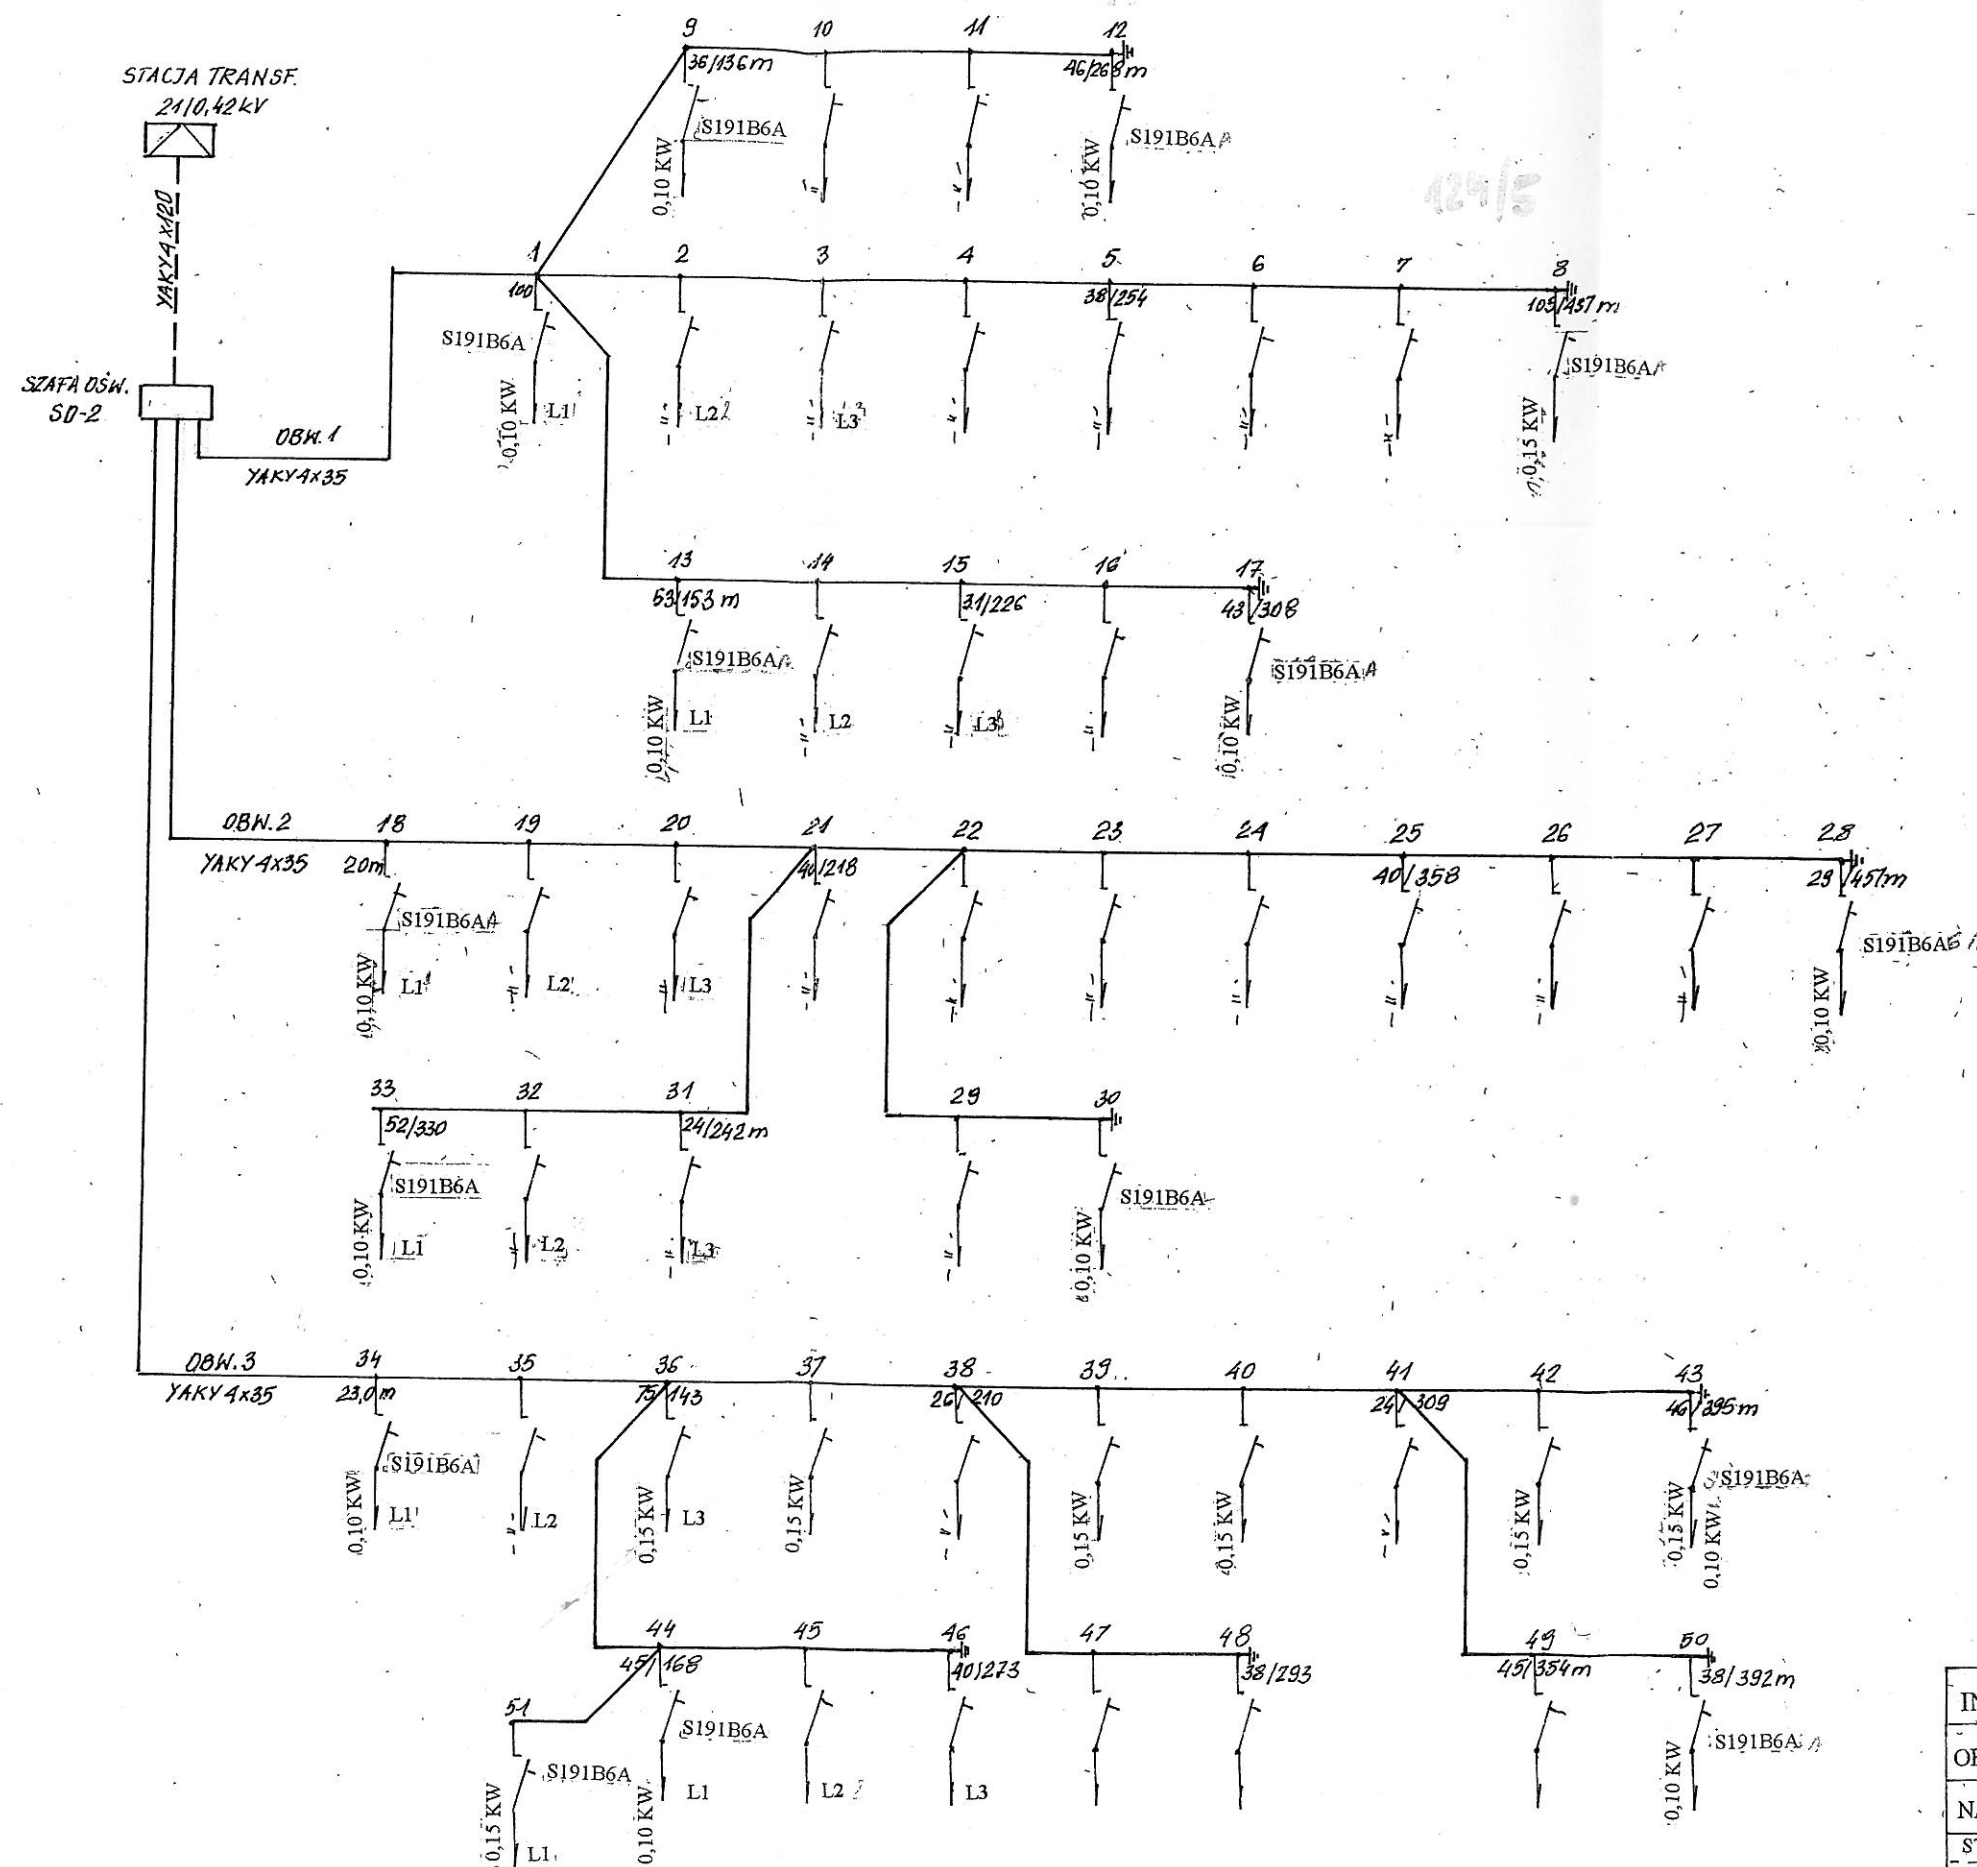 9 10 11 12
36/136m 46/268m
STACJA TRANSF.
21/0,42kV
S191B6A S191B6A
0,10 KW -"- -"- 0,10 KW
124/5
YAKY 4x120
1 2 3 4 5 6 7 8
100 38/254 103/457m
S191B6A S191B6A
SZAFA OŚW.
SO-2
0,10 KW L1 -"- L2 -"- L3 -"- -"- -"- -"- 0,15 KW
OBW.1
YAKY 4x35
13 14 15 16 17
53/153m 31/226 43/308
S191B6A S191B6A
0,10 KW L1 -"- L2 -"- L3 -"- 0,10 KW
OBW.2 18 19 20 21 22 23 24 25 26 27 28
YAKY 4x35 20m 40/218 40/358 29/451m
S191B6A S191B6A
0,10 KW L1 -"- L2 -"- L3 -"- -"- -"- -"- -"- -"- -"- 0,10 KW
33 32 31 29 30
52/330 24/242m
S191B6A S191B6A
0,10 KW L1 -"- L2 -"- L3 -"- 0,10 KW
OBW.3 34 35 36 37 38 39 40 41 42 43
YAKY 4x35 23,0m 75/143 26/210 24/309 46/395m
S191B6A S191B6A
0,10 KW L1 -"- L2 0,15 KW L3 0,15 KW -"- 0,15 KW 0,15 KW -"- 0,15 KW 0,15 KW 0,10 KW
44 45 46 47 48 49 50
45/168 40/273 38/293 45/354m 38/392m
51
S191B6A S191B6A
S191B6A
0,10 KW L1 L2 L3 0,10 KW
0,15 KW L1